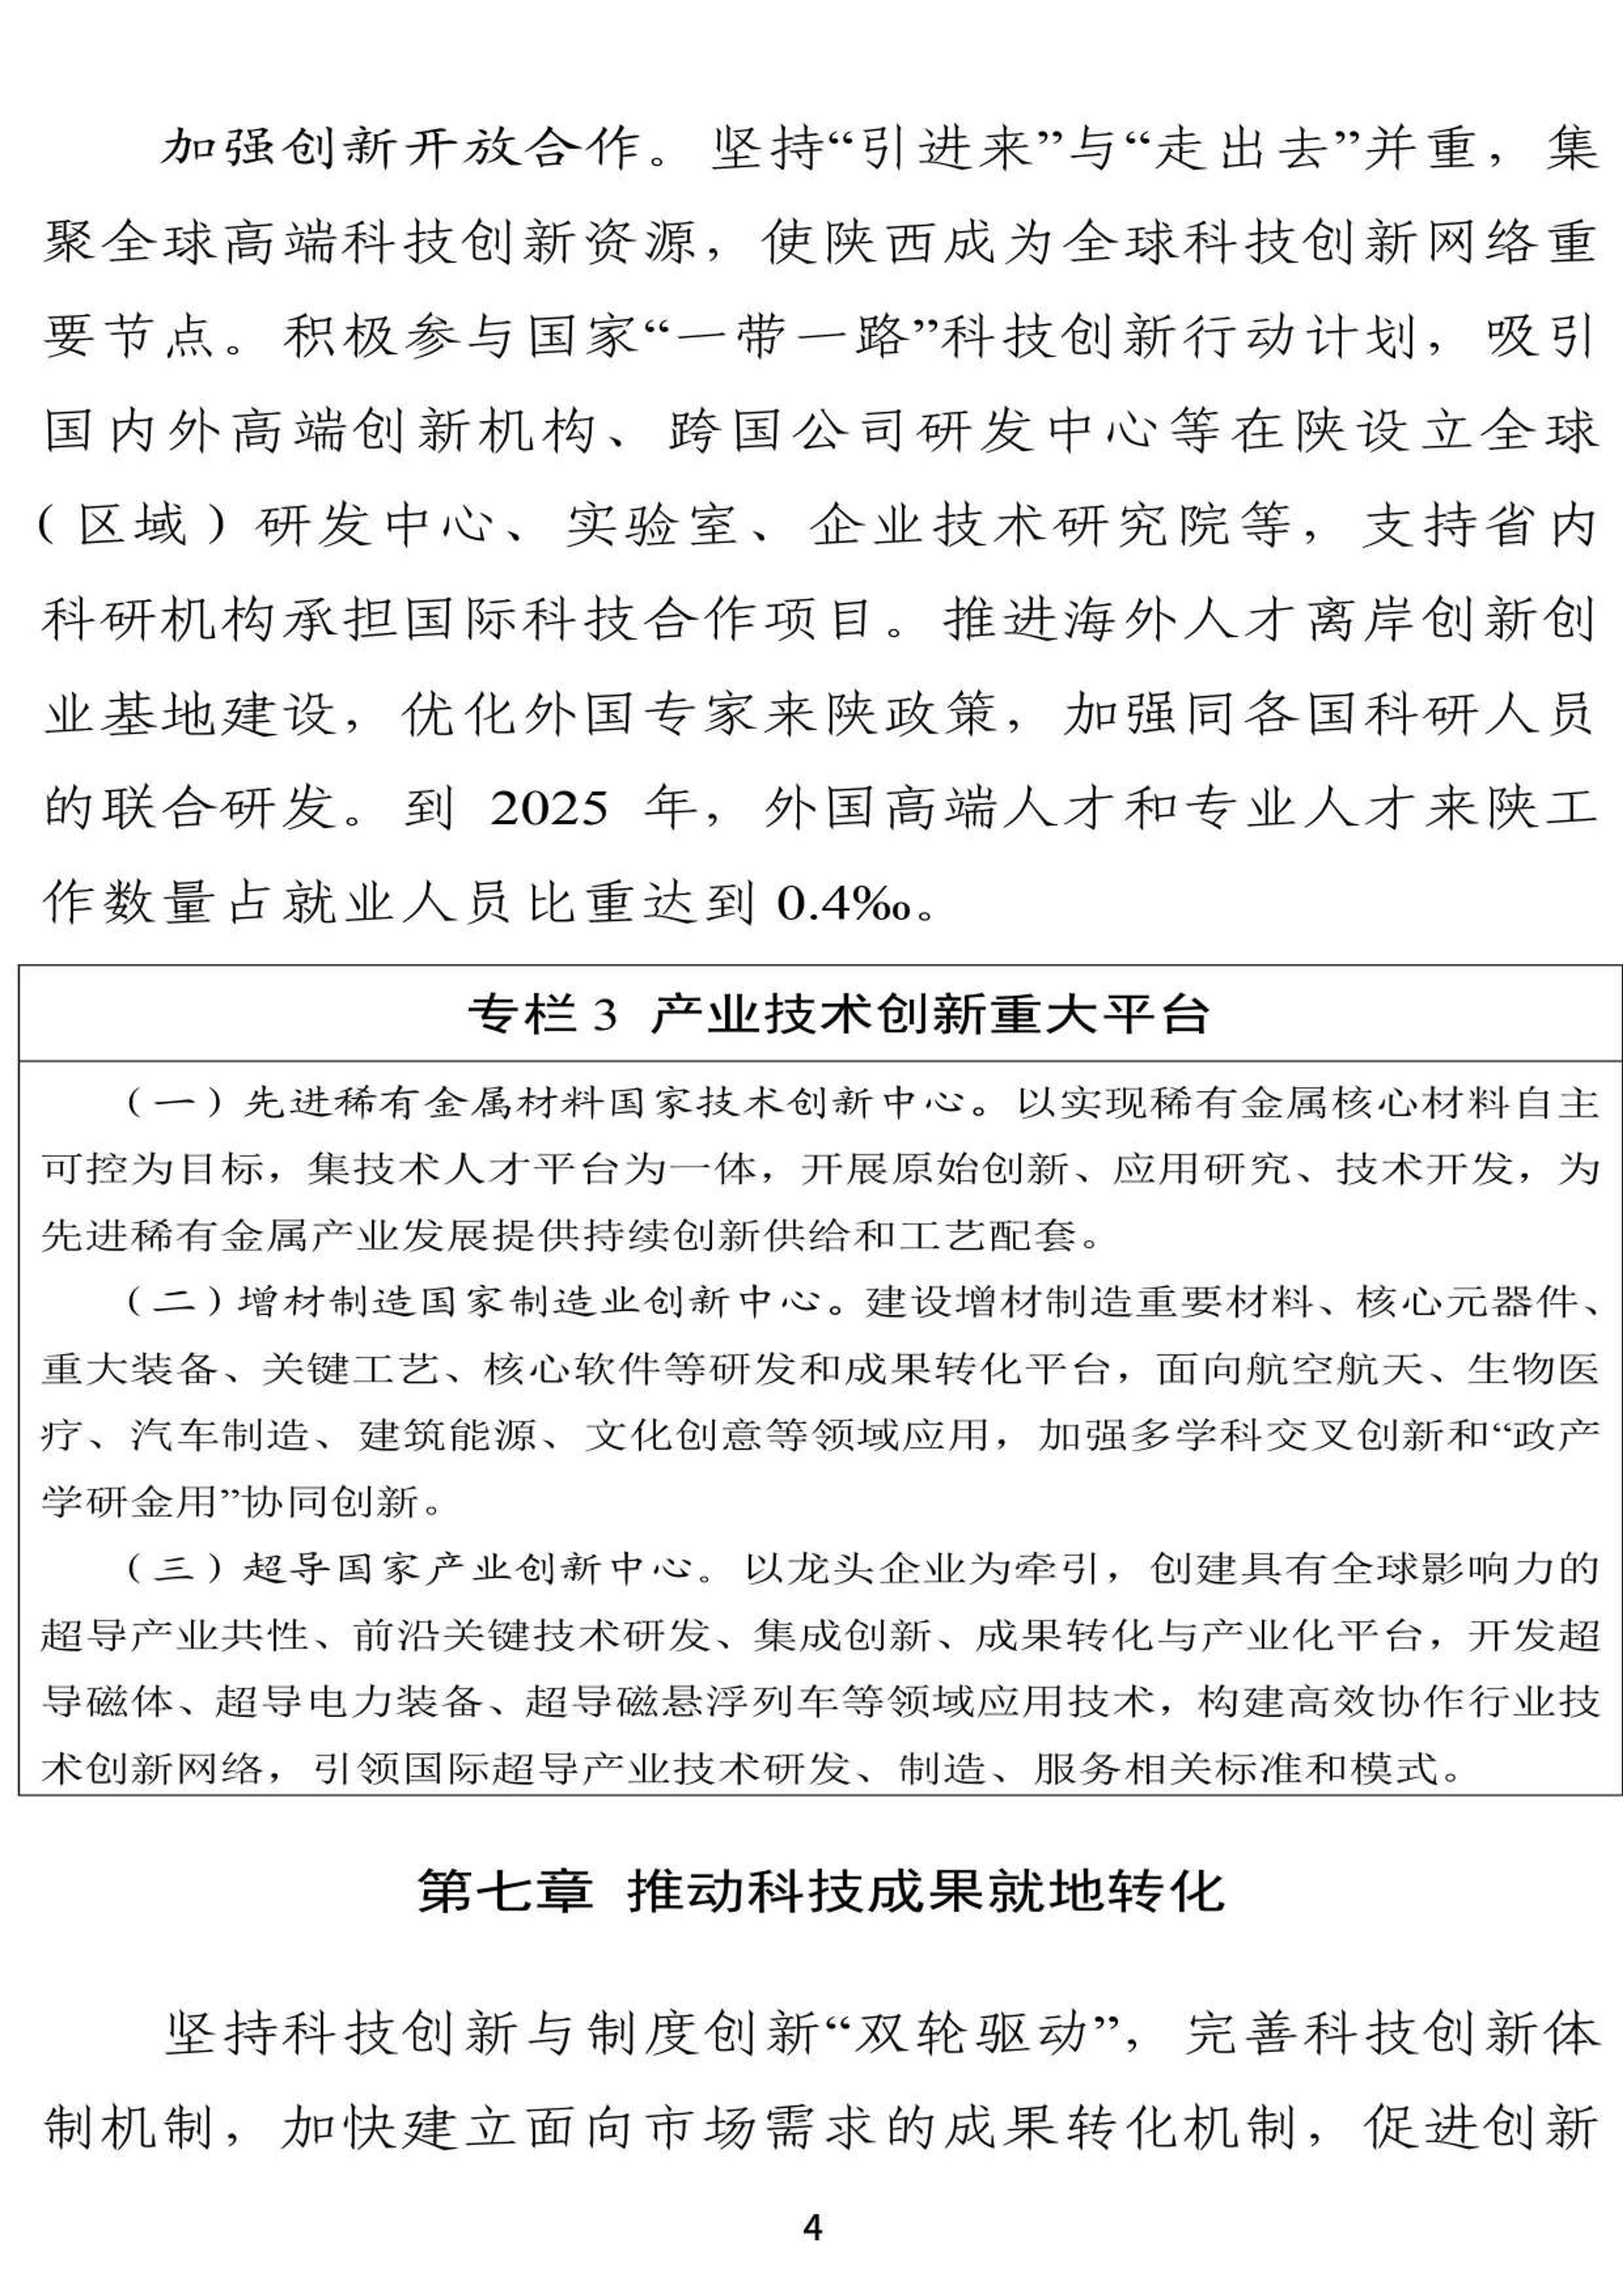 加强创新开放合作。坚持“引进来”与“走出去”并重，集
聚全球高端科技创新资源，使陕西成为全球科技创新网络重
要节点。积极参与国家“一带一路”科技创新行动计划，吸引
国内外高端创新机构、跨国公司研发中心等在陕设立全球
（区域）研发中心、实验室、企业技术研究院等，支持省内
科研机构承担国际科技合作项目。推进海外人才离岸创新创
业基地建设，优化外国专家来陕政策，加强同各国科研人员
的联合研发。到 2025 年，外国高端人才和专业人才来陕工
作数量占就业人员比重达到 0.4‰。
专栏 3 产业技术创新重大平台
（一）先进稀有金属材料国家技术创新中心。以实现稀有金属核心材料自主
可控为目标，集技术人才平台为一体，开展原始创新、应用研究、技术开发，为
先进稀有金属产业发展提供持续创新供给和工艺配套。
（二）增材制造国家制造业创新中心。建设增材制造重要材料、核心元器件、
重大装备、关键工艺、核心软件等研发和成果转化平台，面向航空航天、生物医
疗、汽车制造、建筑能源、文化创意等领域应用，加强多学科交叉创新和“政产
学研金用”协同创新。
（三）超导国家产业创新中心。以龙头企业为牵引，创建具有全球影响力的
超导产业共性、前沿关键技术研发、集成创新、成果转化与产业化平台，开发超
导磁体、超导电力装备、超导磁悬浮列车等领域应用技术，构建高效协作行业技
术创新网络，引领国际超导产业技术研发、制造、服务相关标准和模式。
第七章 推动科技成果就地转化
坚持科技创新与制度创新“双轮驱动”，完善科技创新体
制机制，加快建立面向市场需求的成果转化机制，促进创新
4